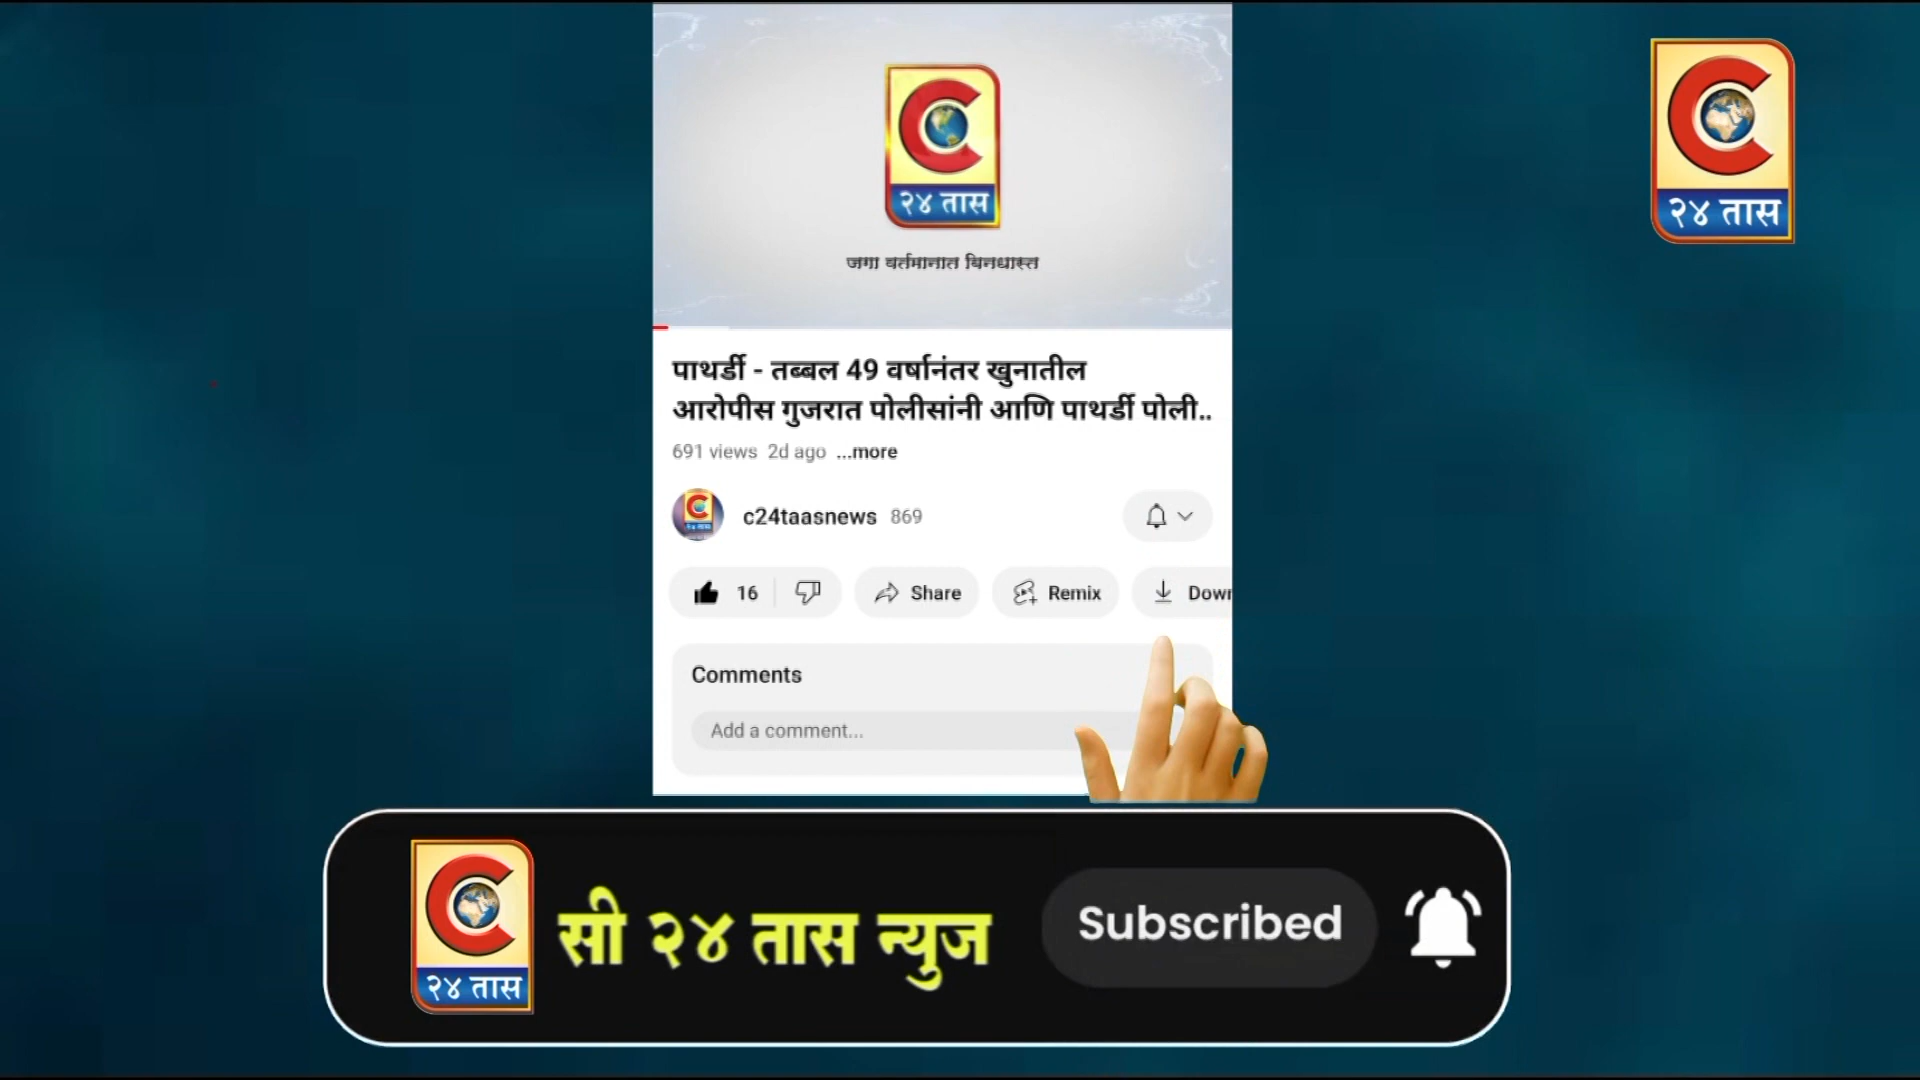 २४ तास
जगा वर्तमानात बिनधास्त
२४ तास
पाथर्डी - तब्बल 49 वर्षानंतर खुनातील
आरोपीस गुजरात पोलीसांनी आणि पाथर्डी पोली..
691 views 2d ago ...more
c24taasnews 869
16 Share Remix Down
Comments
Add a comment...
२४ तास
सी २४ तास न्युज
Subscribed